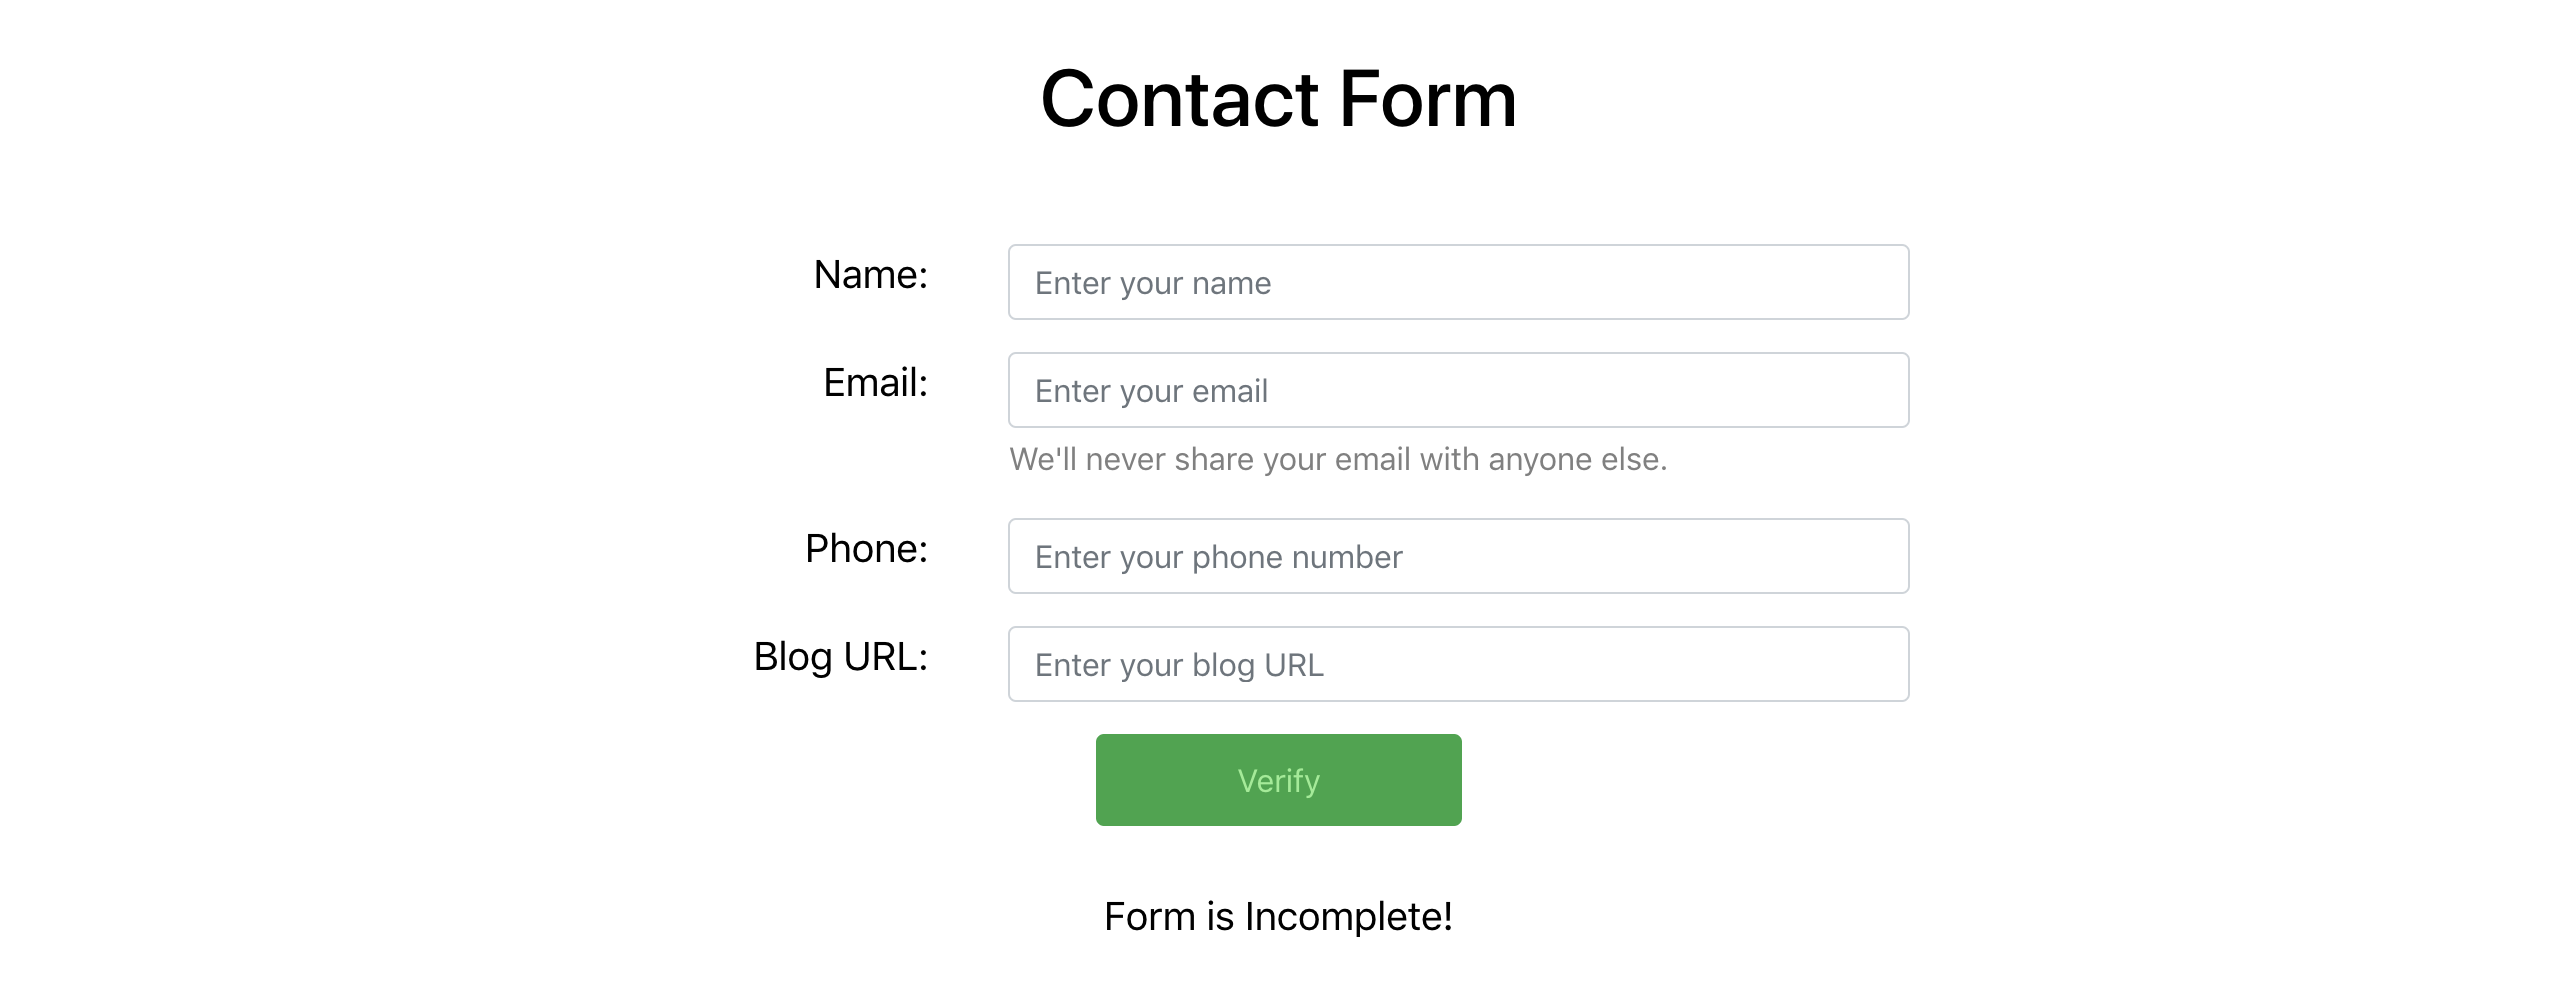 Contact Form
Name:
Enter your name
Email:
Enter your email
We'll never share your email with anyone else.
Phone:
Enter your phone number
Blog URL:
Enter your blog URL
Verify
Form is Incomplete!